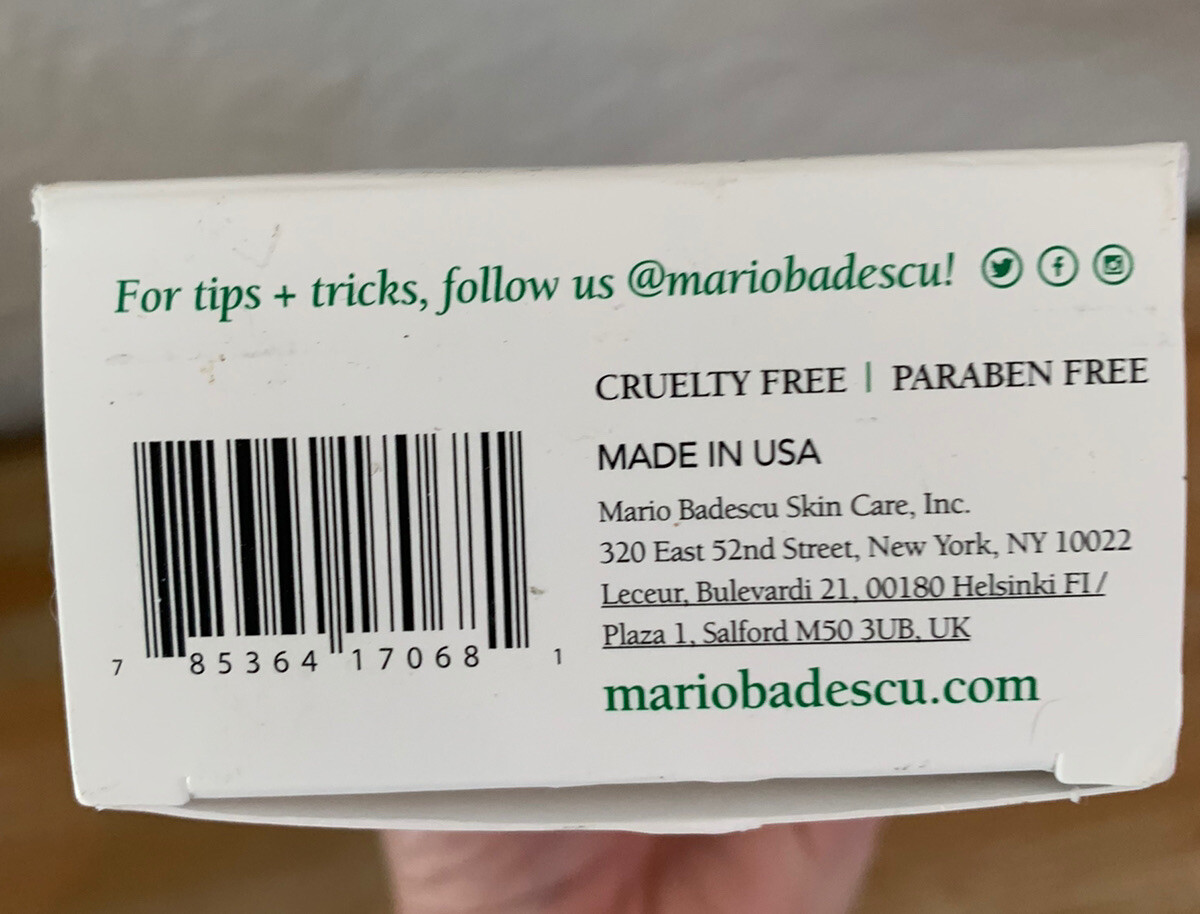 For tips + tricks, follow us @mariobadescu!
CRUELTY FREE | PARABEN FREE
MADE IN USA
Mario Badescu Skin Care, Inc.
320 East 52nd Street, New York, NY 10022
Leceur, Bulevardi 21, 00180 Helsinki FI /
Plaza 1, Salford M50 3UB, UK
mariobadescu.com
7 85364 17068 1